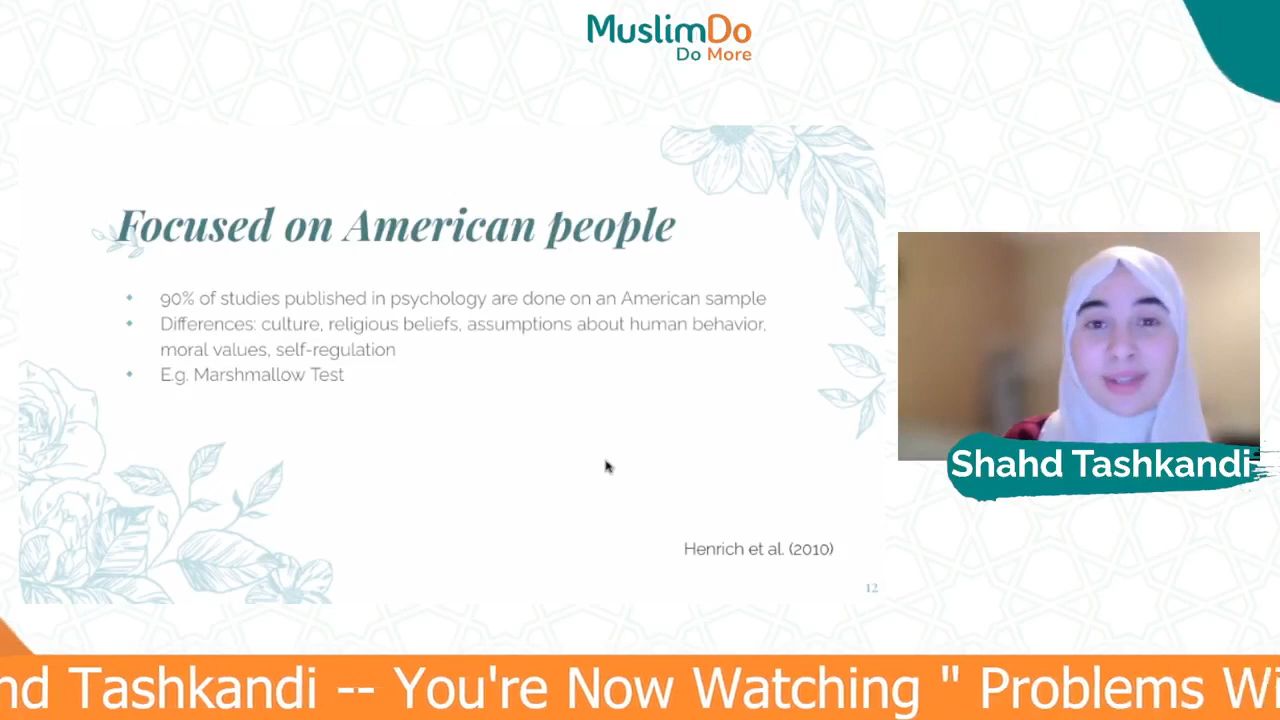 MuslimDo
Do More
Focused on American people
90% of studies published in psychology are done on an American sample
Differences: culture, religious beliefs, assumptions about human behavior,
moral values, self-regulation
E.g. Marshmallow Test
Shahd Tashkandi
Henrich et al. (2010)
12
Tashkandi -- You're Now Watching " Problems